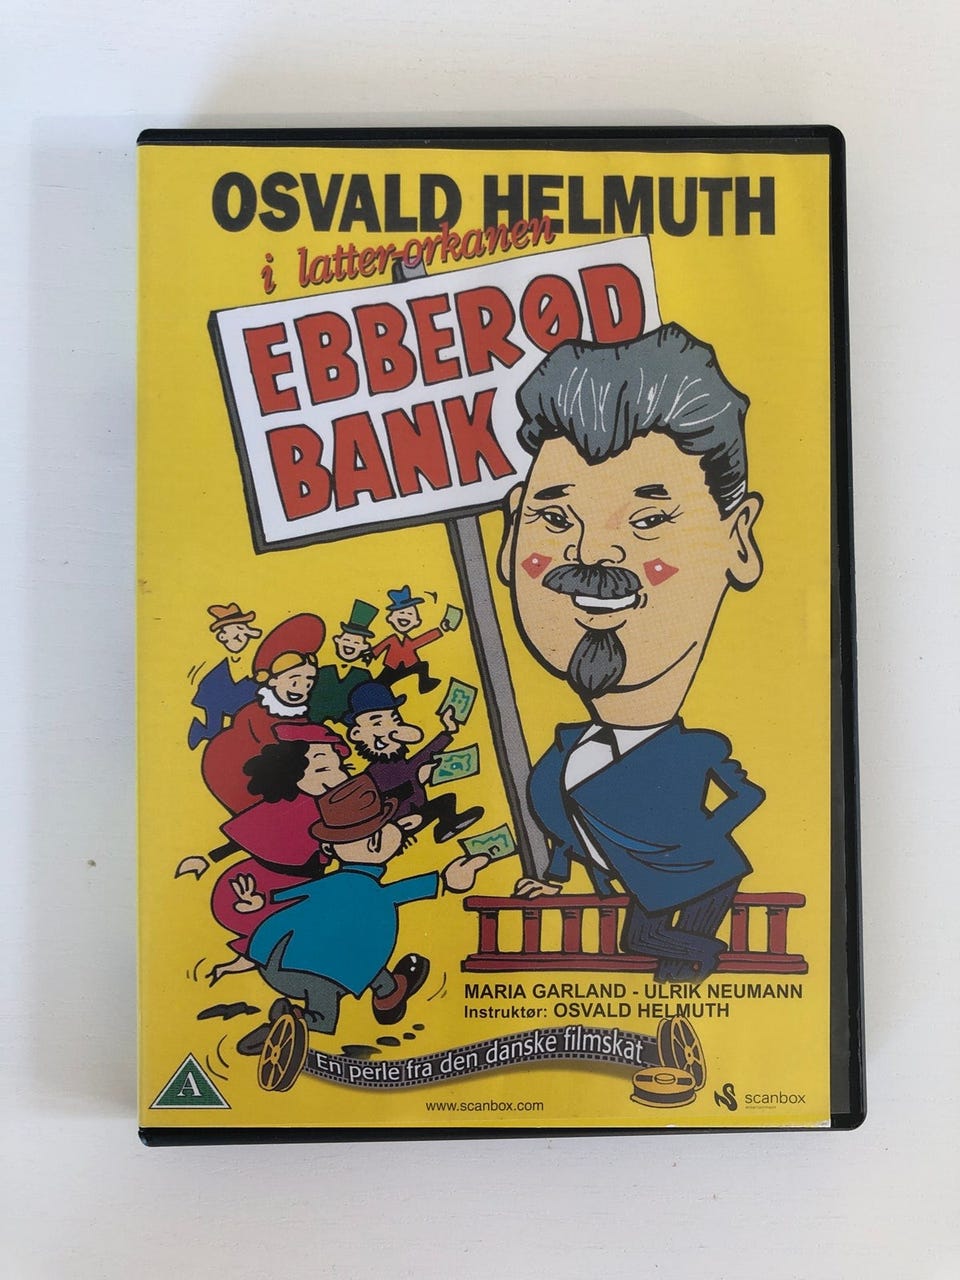 OSVALD HELMUTH
i latter-orkanen
EBBERØD
BANK
MARIA GARLAND - ULRIK NEUMANN
Instruktør: OSVALD HELMUTH
En perle fra den danske filmskat
A
www.scanbox.com
scanbox
entertainment